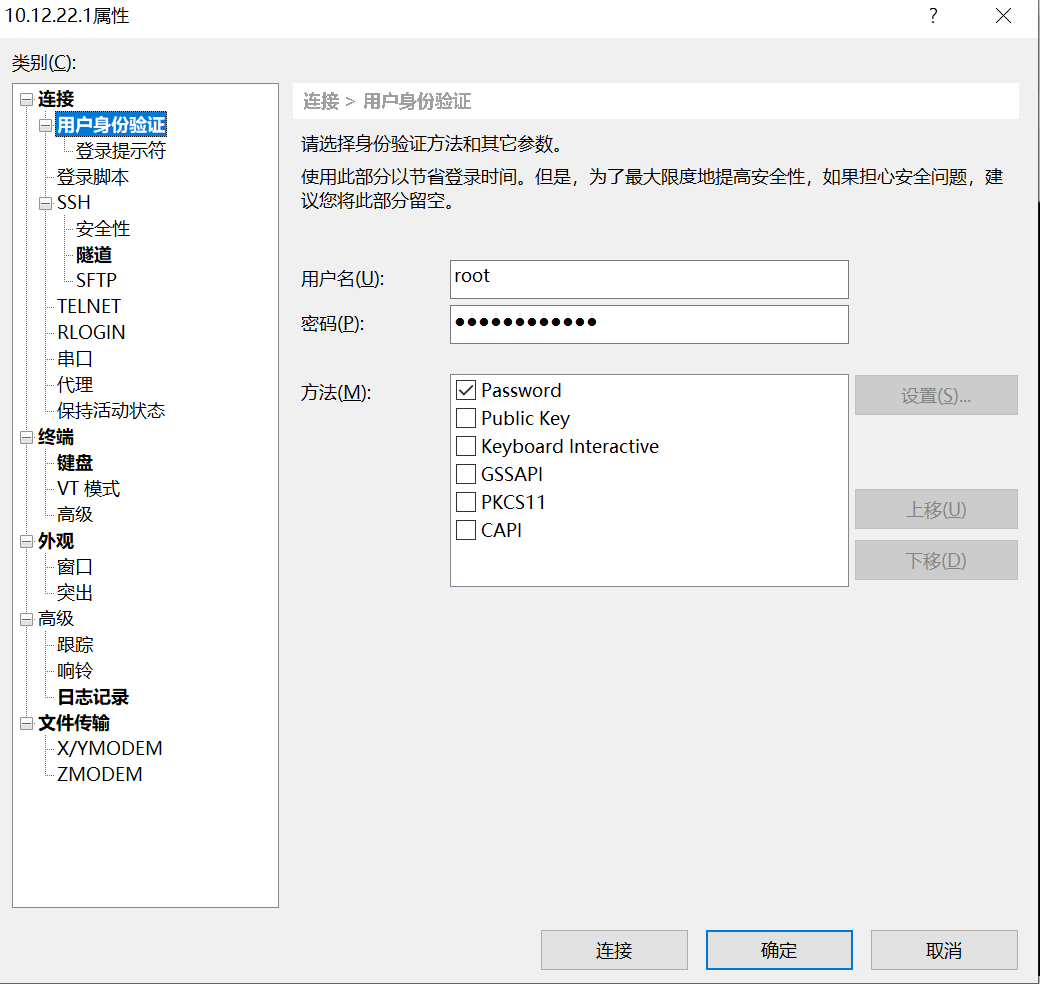 10.12.22.1属性
?
类别(C):
连接
用户身份验证
登录提示符
登录脚本
SSH
安全性
隧道
SFTP
TELNET
RLOGIN
串口
代理
保持活动状态
终端
键盘
VT 模式
高级
外观
窗口
突出
高级
跟踪
响铃
日志记录
文件传输
X/YMODEM
ZMODEM
连接 > 用户身份验证
请选择身份验证方法和其它参数。
使用此部分以节省登录时间。但是，为了最大限度地提高安全性，如果担心安全问题，建
议您将此部分留空。
用户名(U):
root
密码(P):
●●●●●●●●●●●●
方法(M):
Password
Public Key
Keyboard Interactive
GSSAPI
PKCS11
CAPI
设置(S)...
上移(U)
下移(D)
连接
确定
取消